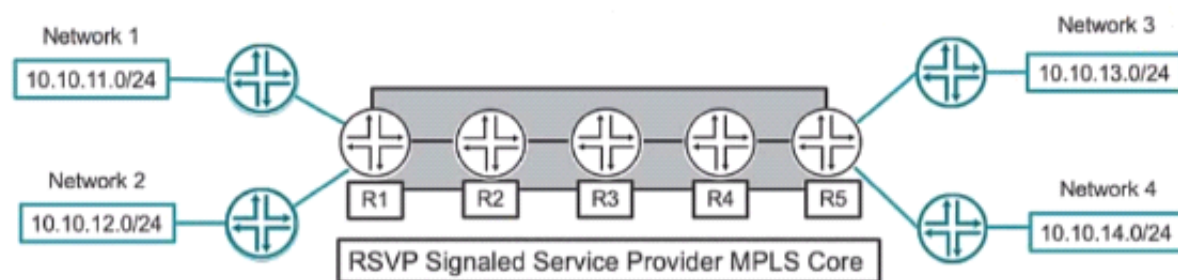 Network 1
10.10.11.0/24
Network 2
10.10.12.0/24
R1
R2
R3
R4
R5
Network 3
10.10.13.0/24
Network 4
10.10.14.0/24
RSVP Signaled Service Provider MPLS Core